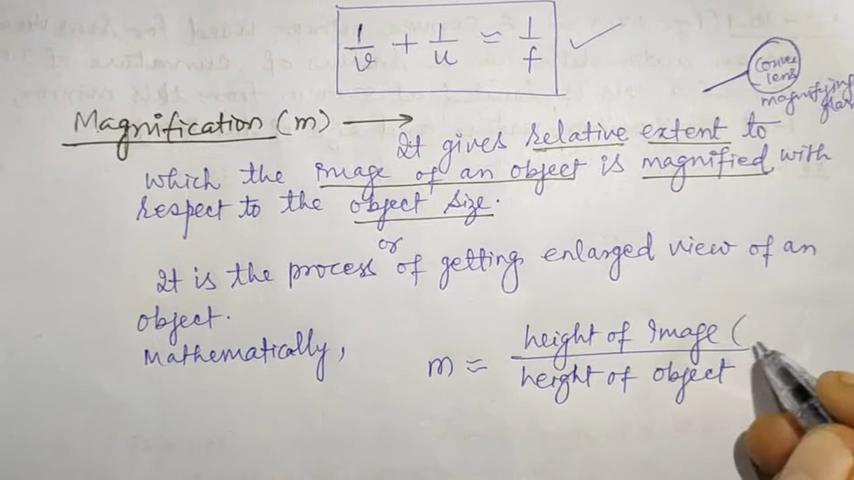 1/v + 1/u = 1/f ✓
convex
lens
magnifying
Magnification (m) →
It gives relative extent to
which the image of an object is magnified with
respect to the object size.
or
It is the process of getting enlarged view of an
object.
Mathematically, m = height of Image ( / height of object